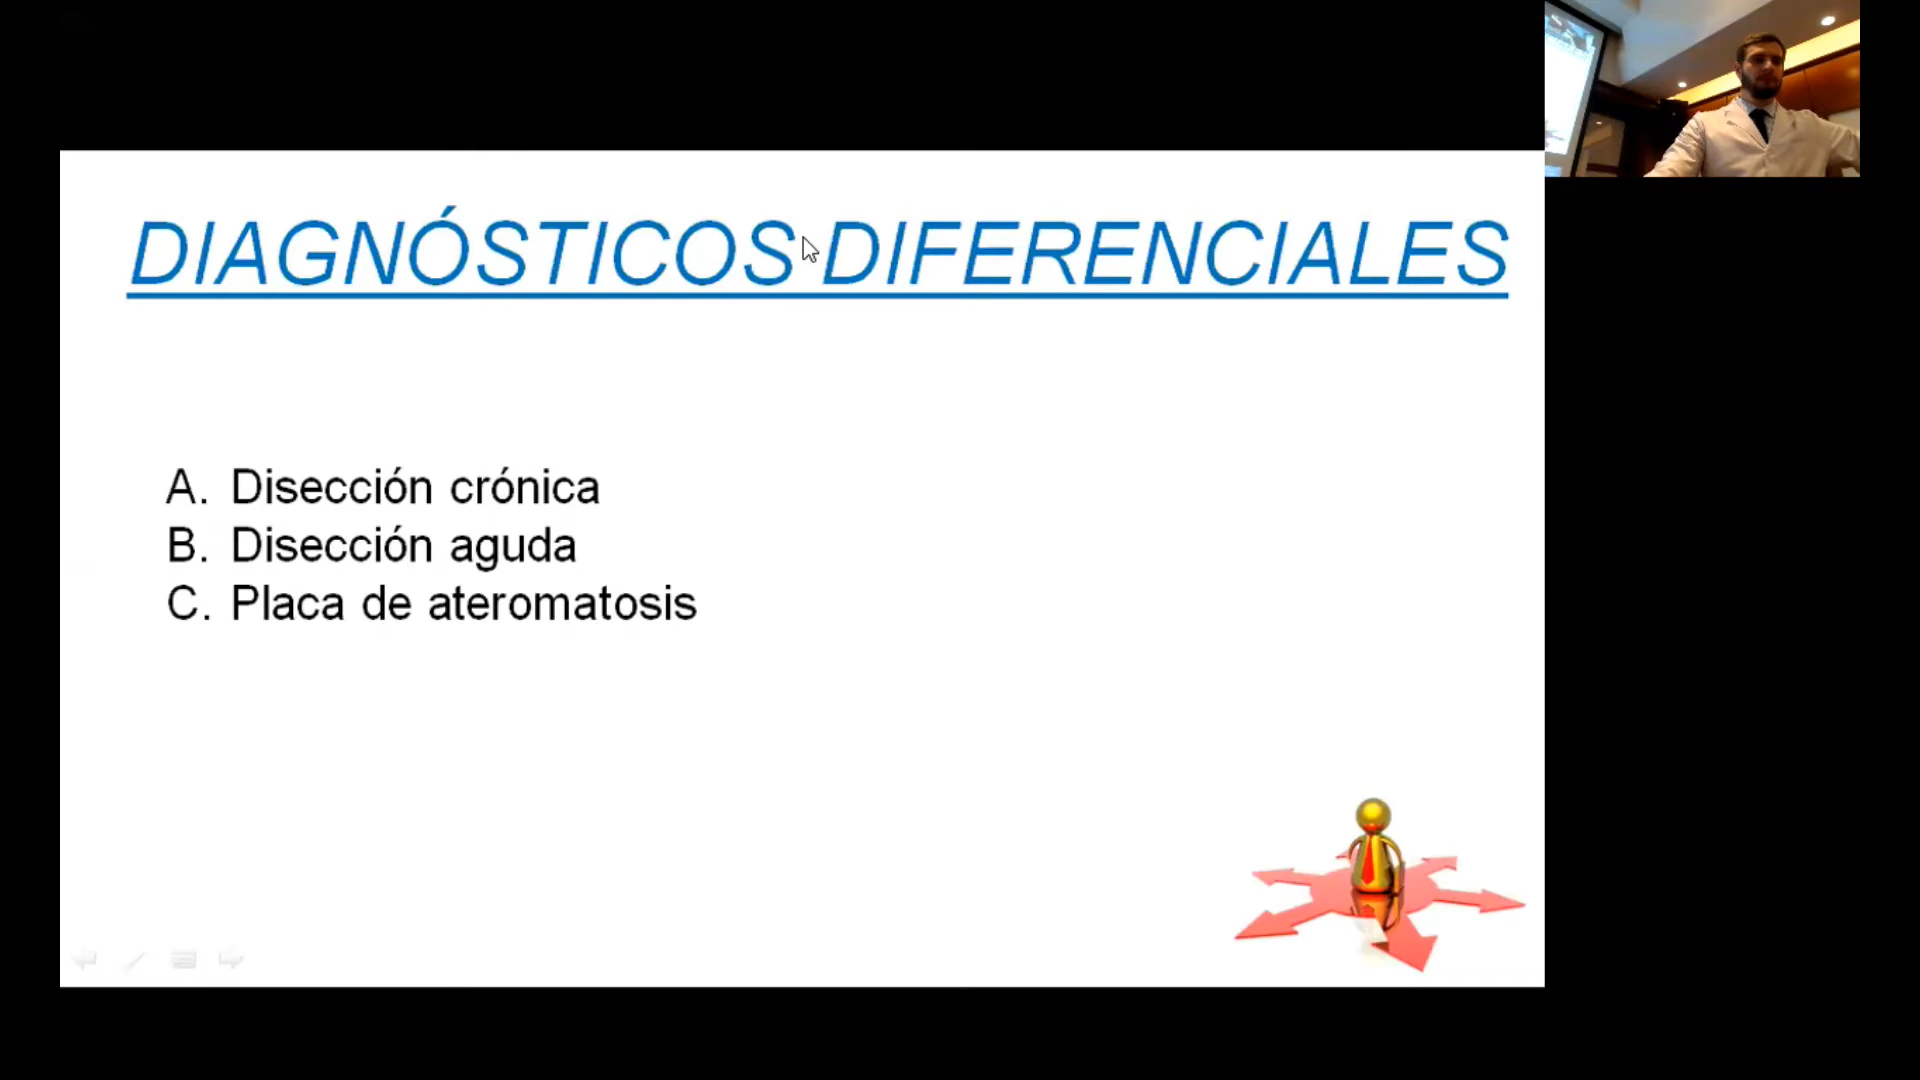 DIAGNÓSTICOS DIFERENCIALES
A. Disección crónica
B. Disección aguda
C. Placa de ateromatosis